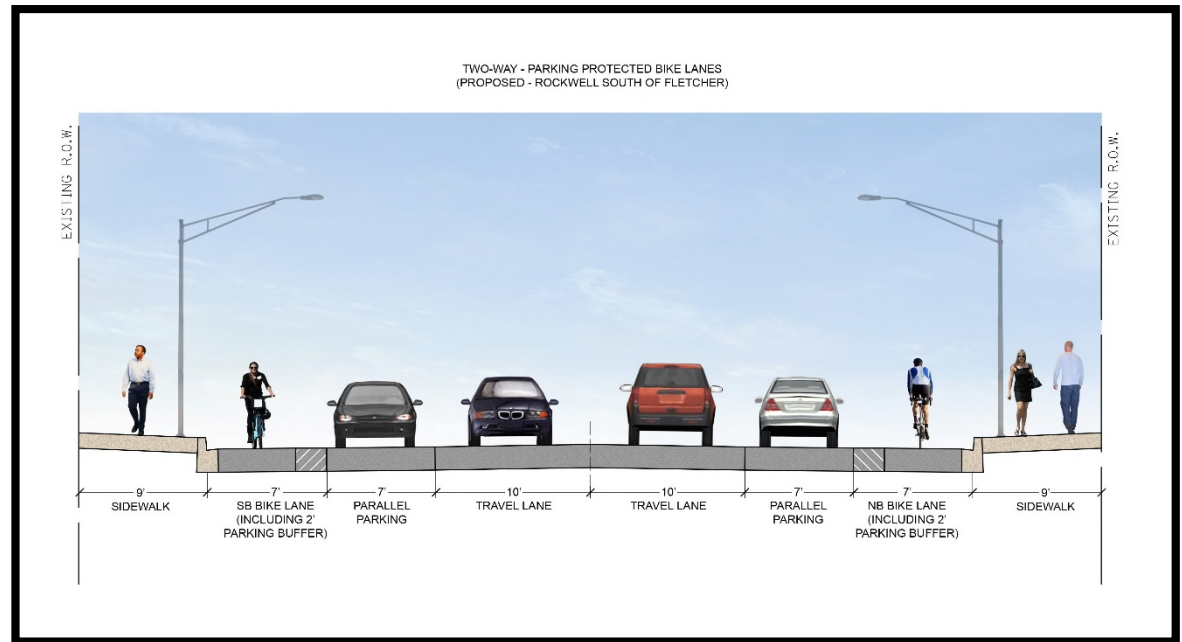 TWO-WAY - PARKING PROTECTED BIKE LANES
(PROPOSED - ROCKWELL SOUTH OF FLETCHER)
EXISTING R.O.W.
EXISTING R.O.W.
9'
SIDEWALK
7'
SB BIKE LANE
(INCLUDING 2'
PARKING BUFFER)
7'
PARALLEL
PARKING
10'
TRAVEL LANE
10'
TRAVEL LANE
7'
PARALLEL
PARKING
7'
NB BIKE LANE
(INCLUDING 2'
PARKING BUFFER)
9'
SIDEWALK